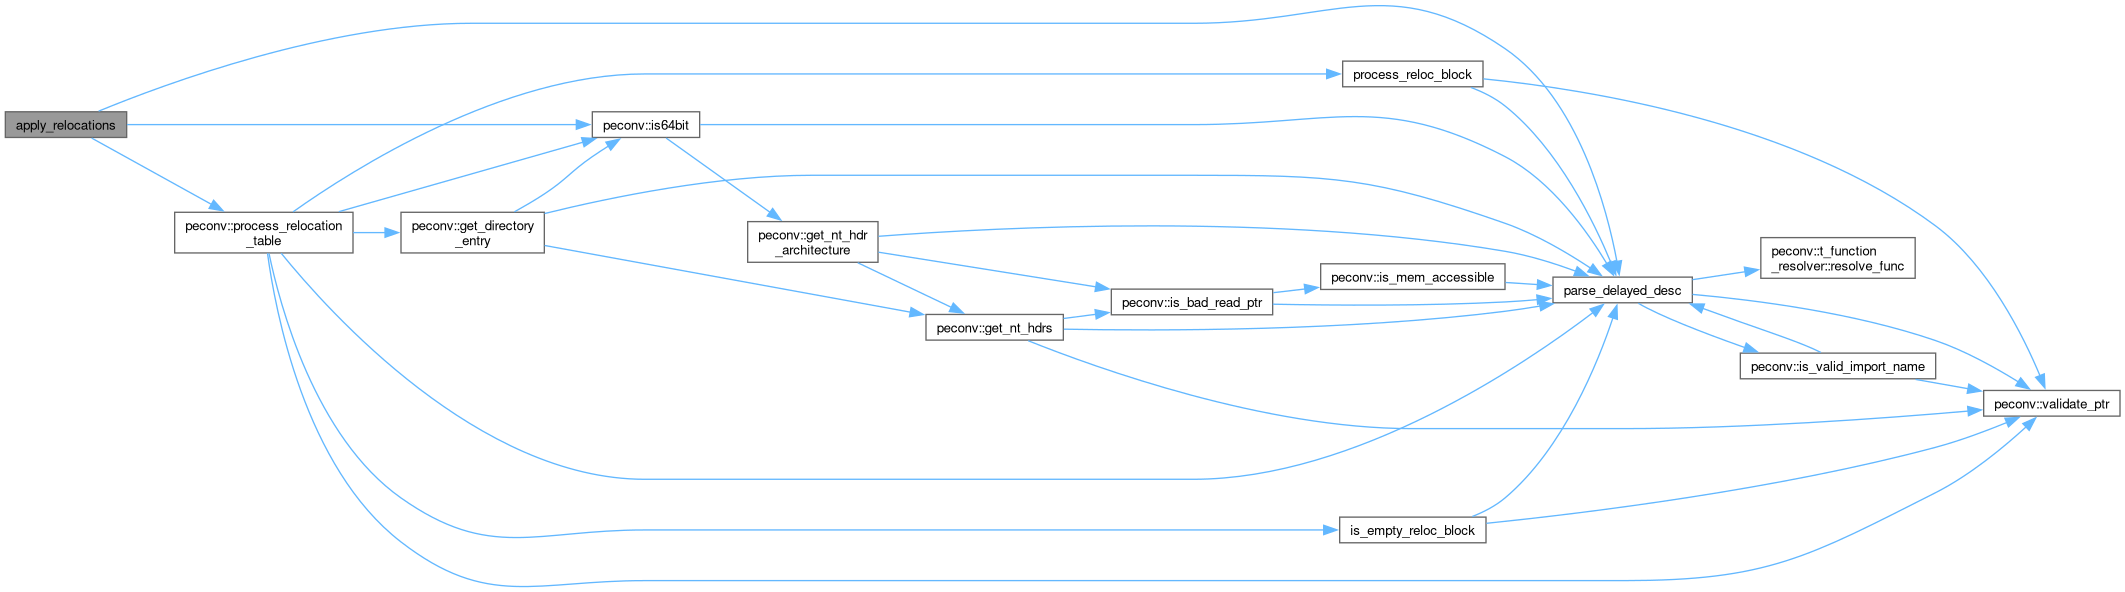 apply_relocations
peconv::process_relocation
_table
peconv::get_directory
_entry
peconv::is64bit
peconv::get_nt_hdr
_architecture
peconv::get_nt_hdrs
peconv::is_bad_read_ptr
process_reloc_block
peconv::is_mem_accessible
is_empty_reloc_block
parse_delayed_desc
peconv::t_function
_resolver::resolve_func
peconv::is_valid_import_name
peconv::validate_ptr